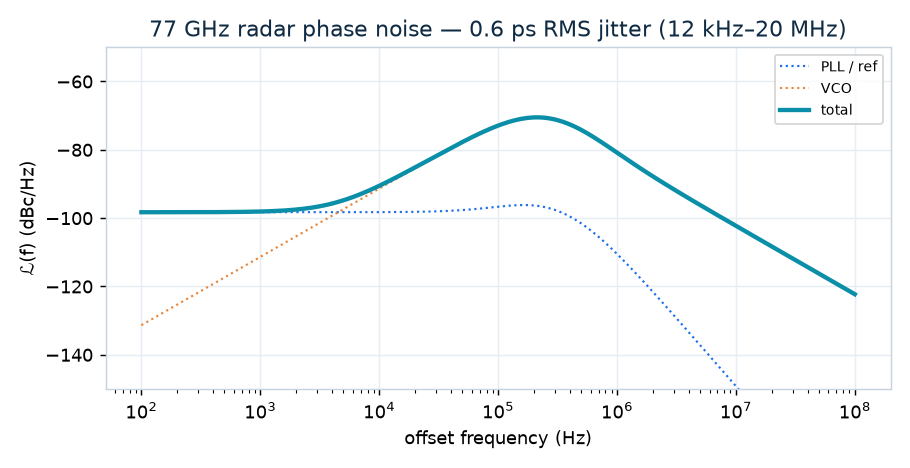 77 GHz radar phase noise — 0.6 ps RMS jitter (12 kHz–20 MHz)
PLL / ref
VCO
total
ℒ(f) (dBc/Hz)
−60
−80
−100
−120
−140
10²
10³
10⁴
10⁵
10⁶
10⁷
10⁸
offset frequency (Hz)